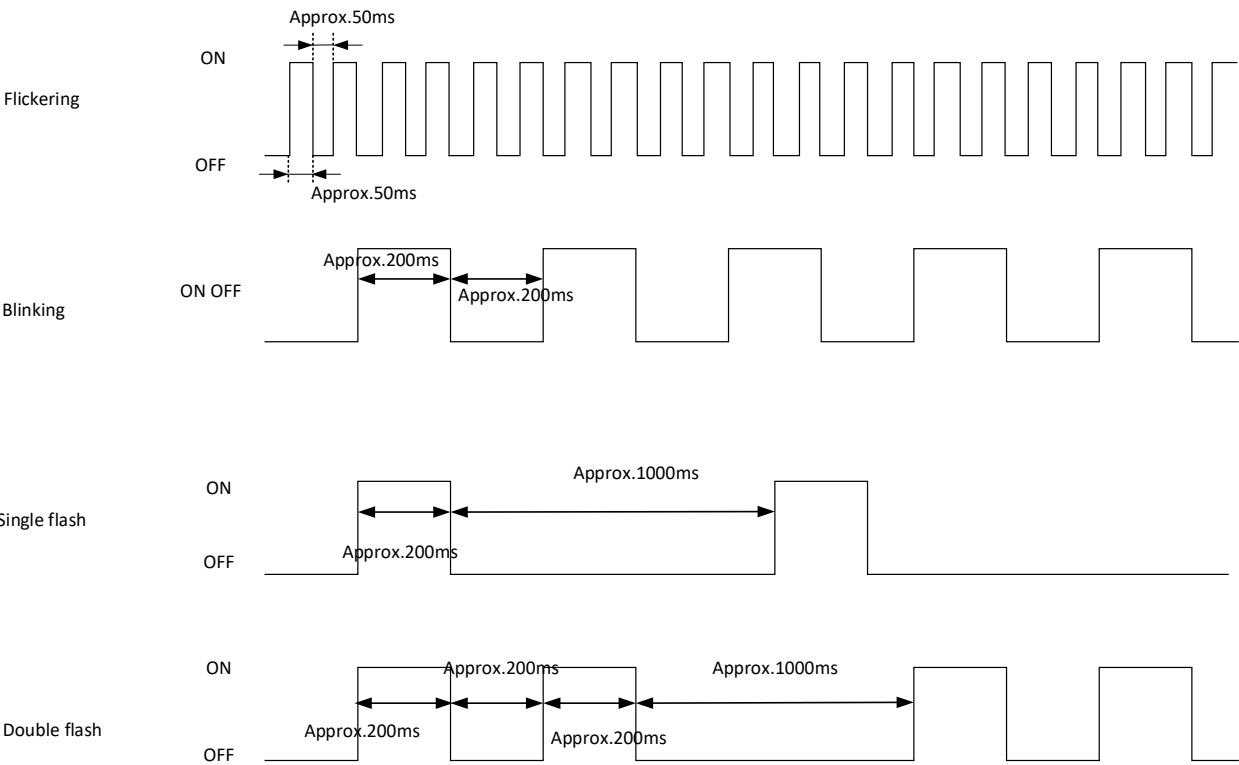 Approx.50ms
ON
Flickering
OFF
Approx.50ms
Approx.200ms
ON OFF
Approx.200ms
Blinking
Approx.1000ms
ON
Single flash
Approx.200ms
OFF
ON
Approx.200ms
Approx.1000ms
Double flash
Approx.200ms
Approx.200ms
OFF